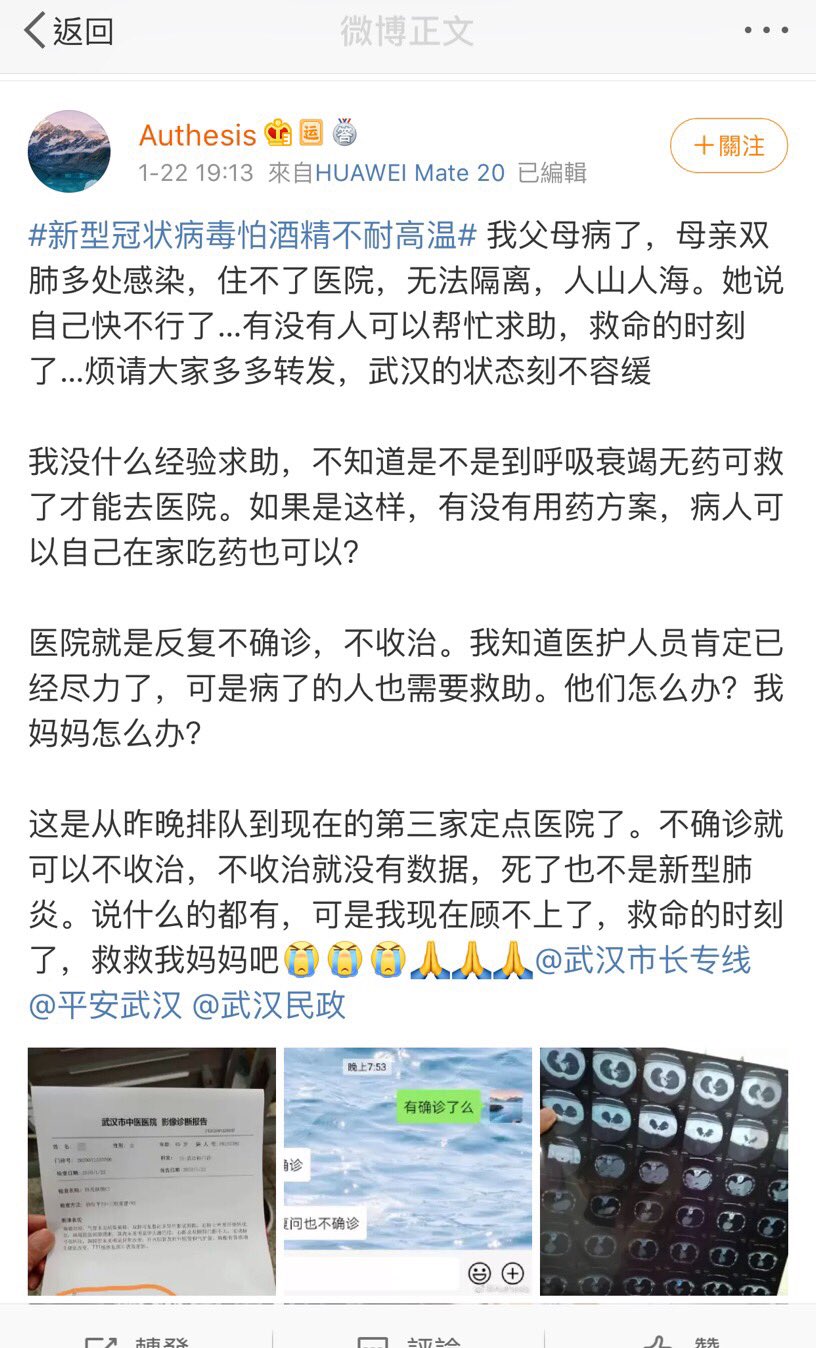 返回
微博正文
Authesis
运
答
＋關注
1-22 19:13 來自HUAWEI Mate 20 已編輯
#新型冠状病毒怕酒精不耐高温# 我父母病了，母亲双
肺多处感染，住不了医院，无法隔离，人山人海。她说
自己快不行了...有没有人可以帮忙求助，救命的时刻
了...烦请大家多多转发，武汉的状态刻不容缓
我没什么经验求助，不知道是不是到呼吸衰竭无药可救
了才能去医院。如果是这样，有没有用药方案，病人可
以自己在家吃药也可以？
医院就是反复不确诊，不收治。我知道医护人员肯定已
经尽力了，可是病了的人也需要救助。他们怎么办？我
妈妈怎么办？
这是从昨晚排队到现在的第三家定点医院了。不确诊就
可以不收治，不收治就没有数据，死了也不是新型肺
炎。说什么的都有，可是我现在顾不上了，救命的时刻
了，救救我妈妈吧😭😭😭🙏🙏🙏@武汉市长专线
@平安武汉 @武汉民政
武汉市中医医院 影像诊断报告
晚上7:53
有确诊了么
诊
问也不确诊
轉發
評論
贊